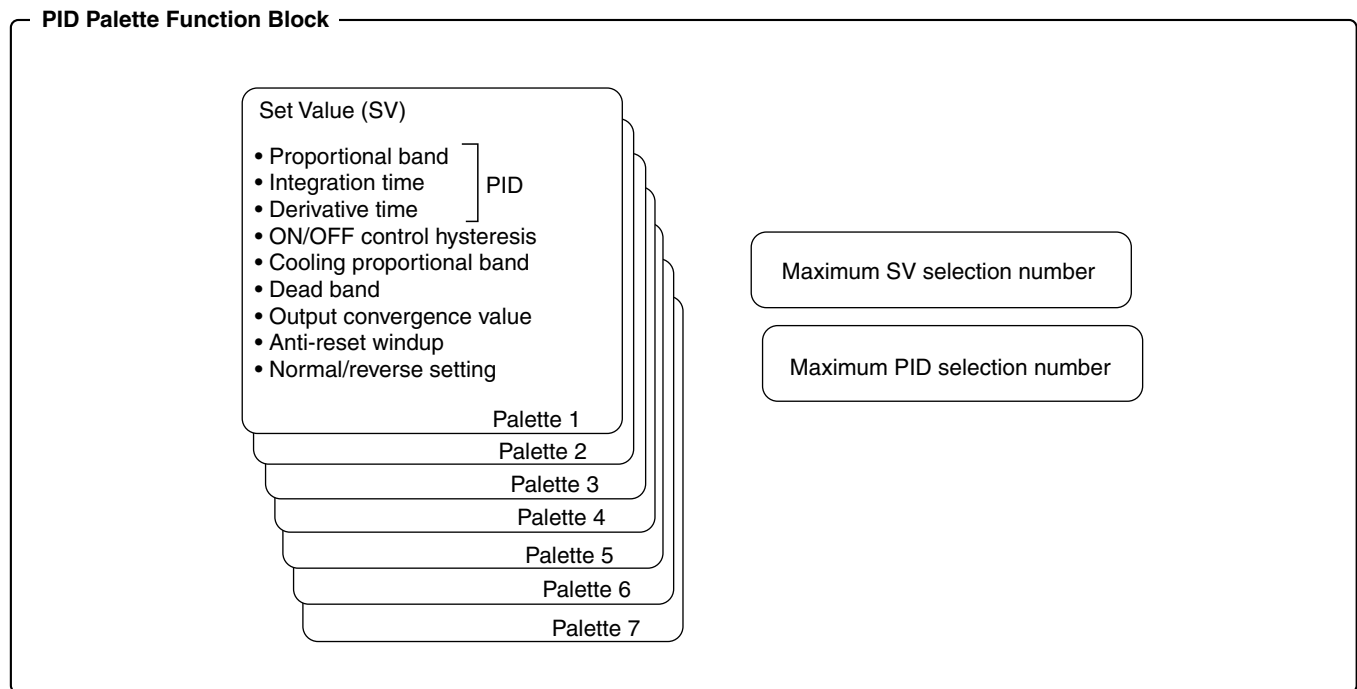 PID Palette Function Block
Set Value (SV)
• Proportional band
• Integration time
• Derivative time
PID
• ON/OFF control hysteresis
• Cooling proportional band
• Dead band
• Output convergence value
• Anti-reset windup
• Normal/reverse setting
Palette 1
Palette 2
Palette 3
Palette 4
Palette 5
Palette 6
Palette 7
Maximum SV selection number
Maximum PID selection number